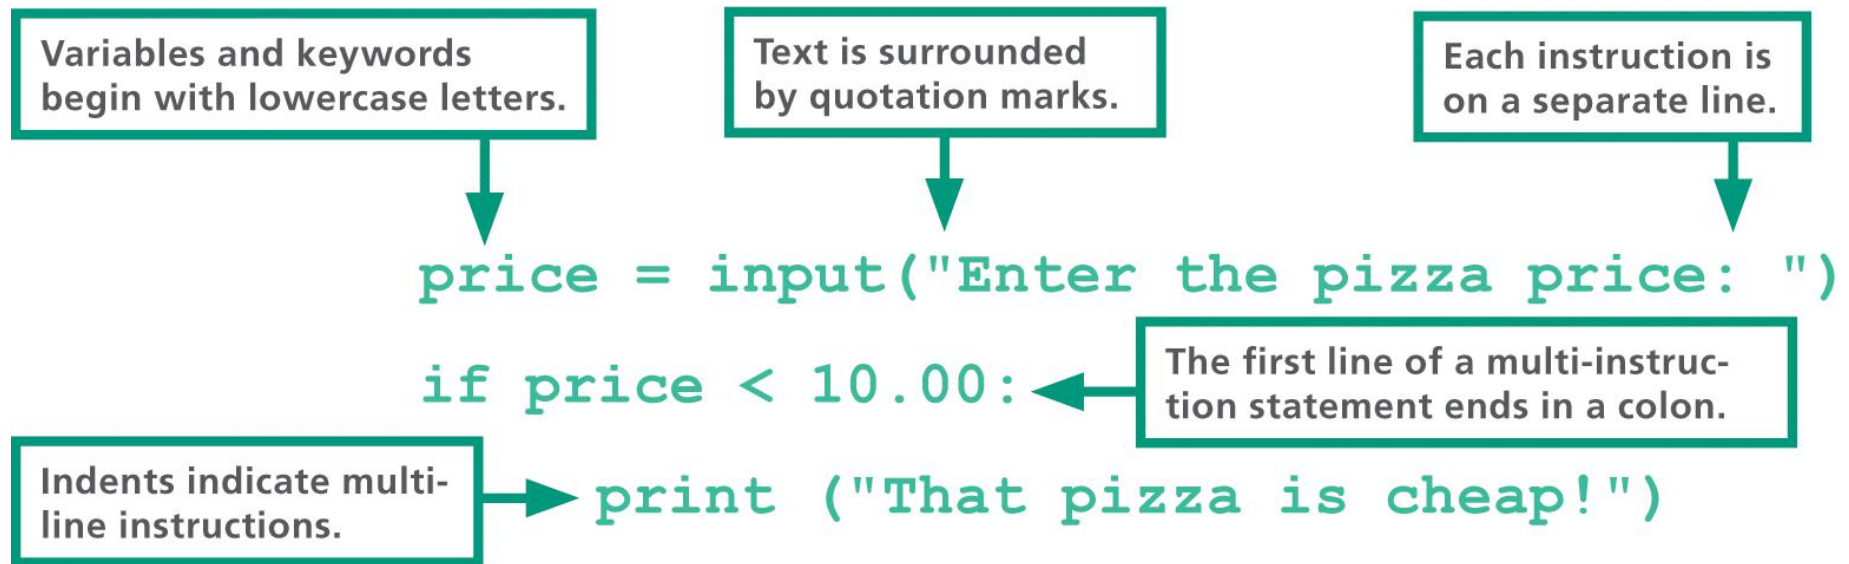 Variables and keywords
begin with lowercase letters.
Text is surrounded
by quotation marks.
Each instruction is
on a separate line.
price = input("Enter the pizza price: ")
if price < 10.00:
The first line of a multi-instruc-
tion statement ends in a colon.
Indents indicate multi-
line instructions.
print ("That pizza is cheap!")